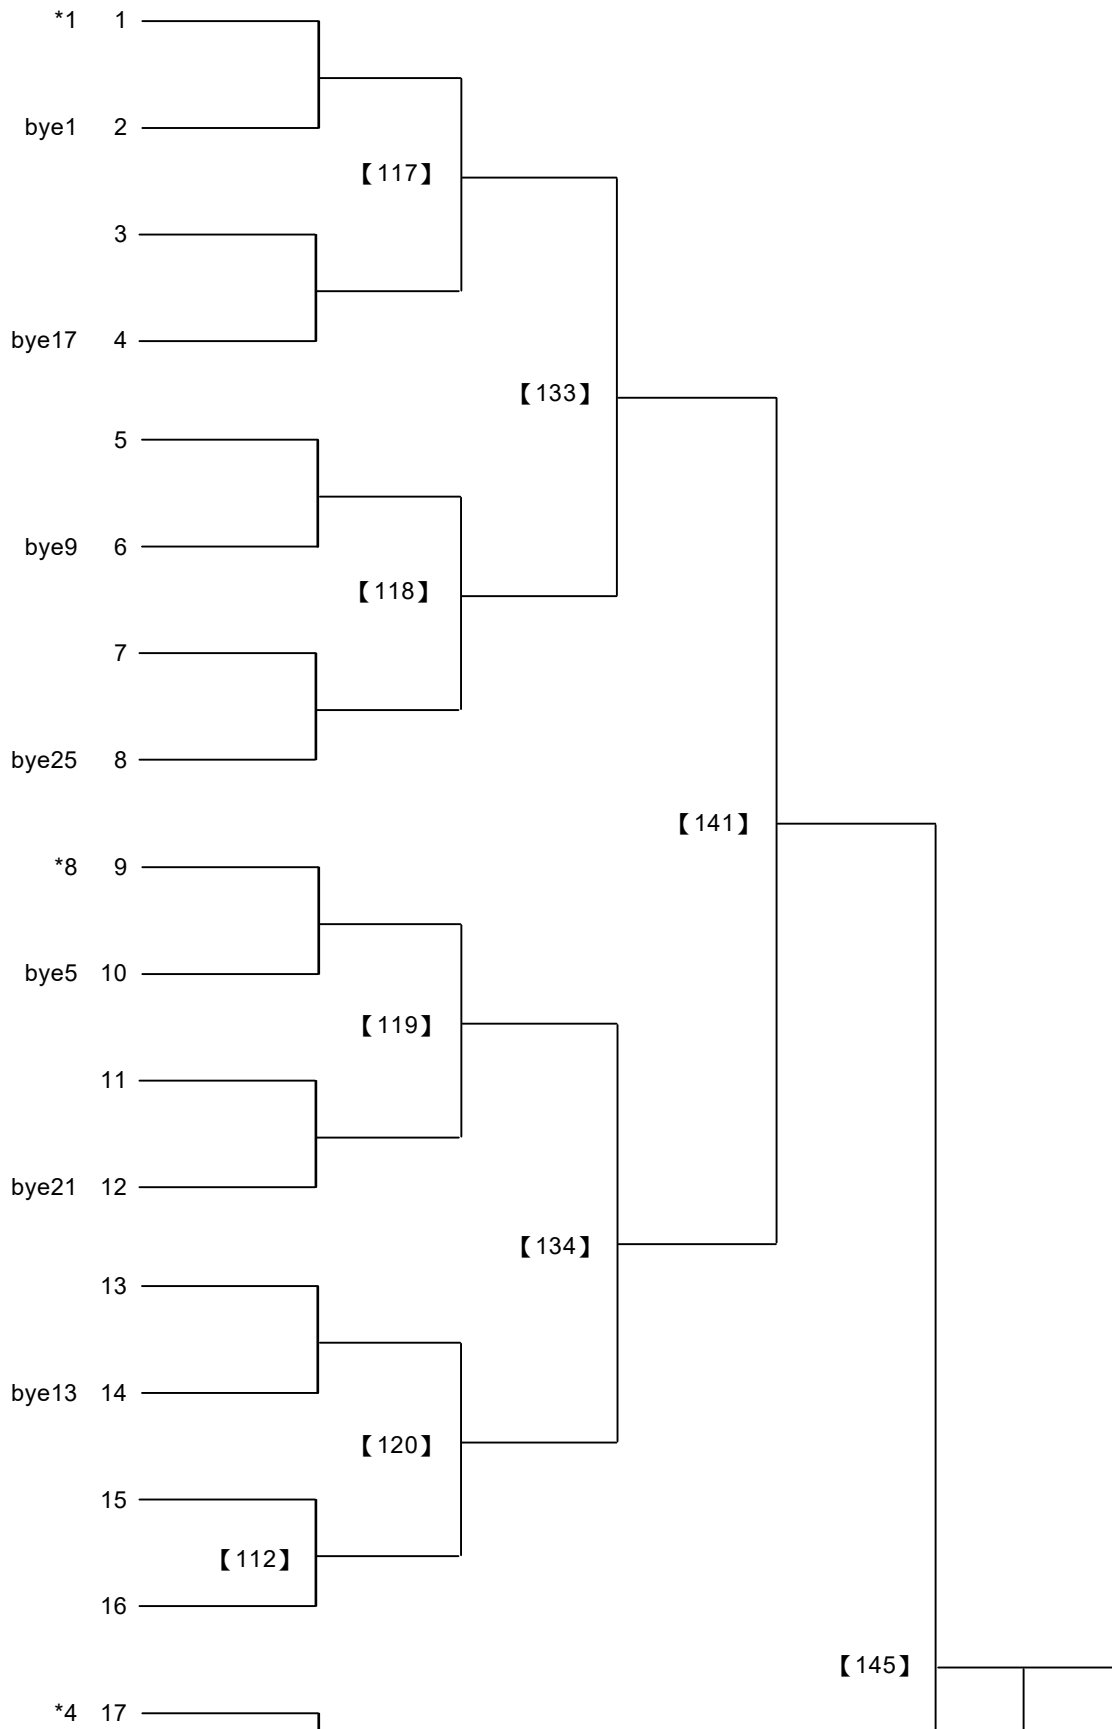 *1 1
bye1 2
【117】
3
bye17 4
【133】
5
bye9 6
【118】
7
bye25 8
【141】
*8 9
bye5 10
【119】
11
bye21 12
【134】
13
bye13 14
【120】
15
【112】
16
【145】
*4 17